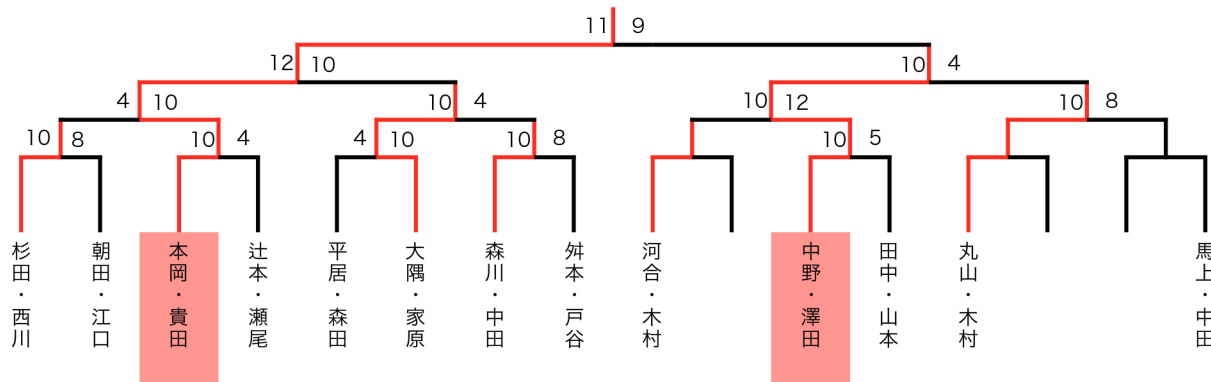 11 9
12 10 10 4
4 10 10 4 10 12 10 8
10 8 10 4 4 10 10 8 10 5
杉田・西川
朝田・江口
本岡・貴田
辻本・瀬尾
平居・森田
大隅・家原
森川・中田
舛本・戸谷
河合・木村
中野・澤田
田中・山本
丸山・木村
馬上・中田